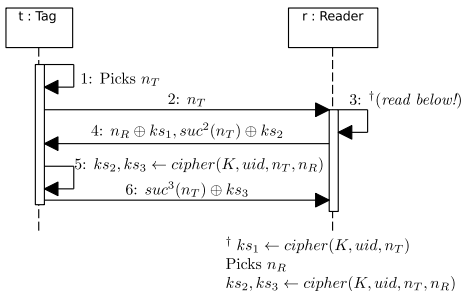 t : Tag
r : Reader
1: Picks n_T
2: n_T
3: †(read below!)
4: n_R ⊕ ks_1, suc^2(n_T) ⊕ ks_2
5: ks_2, ks_3 ← cipher(K, uid, n_T, n_R)
6: suc^3(n_T) ⊕ ks_3
† ks_1 ← cipher(K, uid, n_T)
Picks n_R
ks_2, ks_3 ← cipher(K, uid, n_T, n_R)